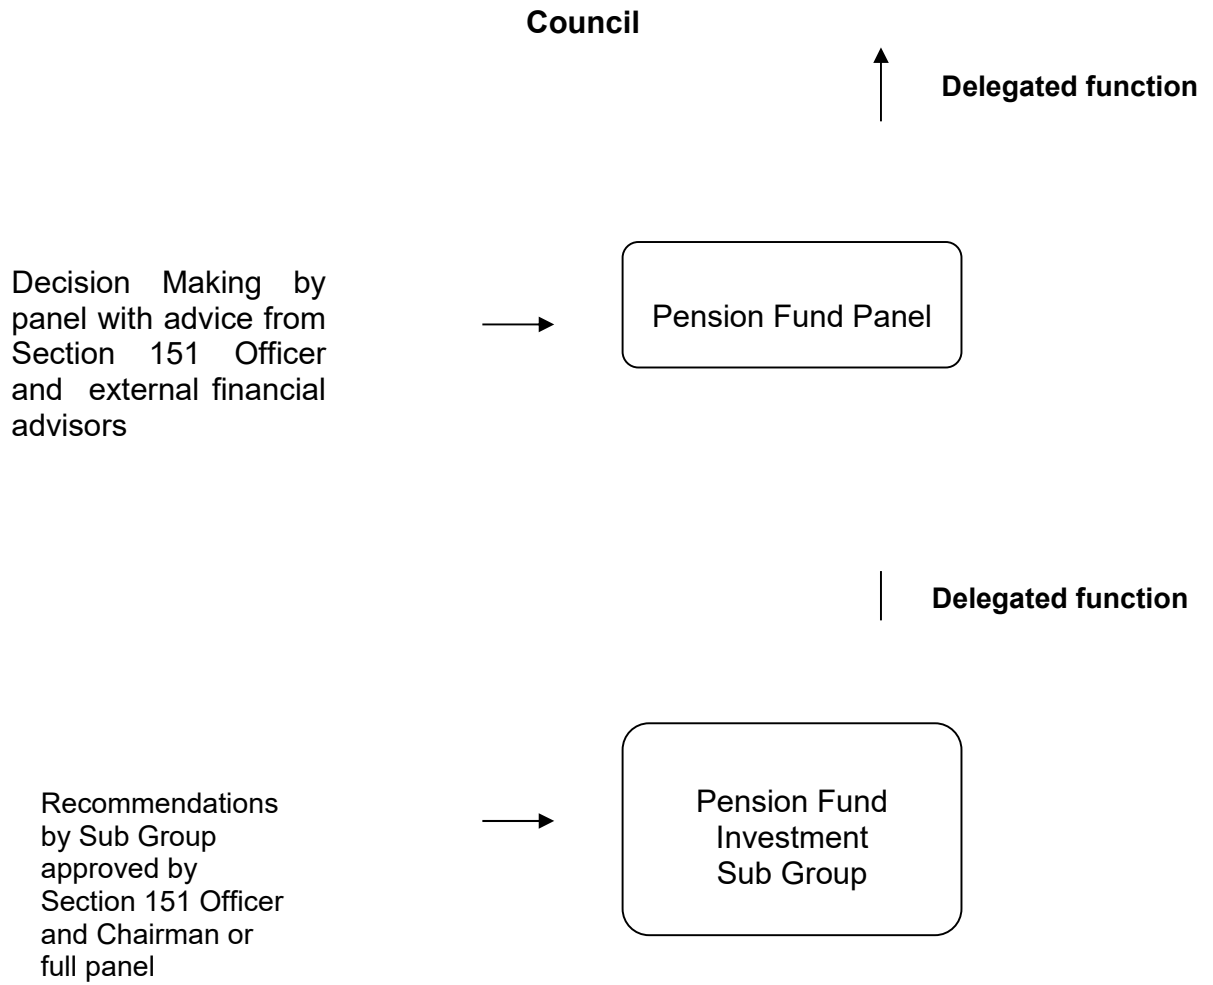 Council
Delegated function
Decision Making by
panel with advice from
Section 151 Officer
and external financial
advisors
Pension Fund Panel
Delegated function
Recommendations
by Sub Group
approved by
Section 151 Officer
and Chairman or
full panel
Pension Fund
Investment
Sub Group